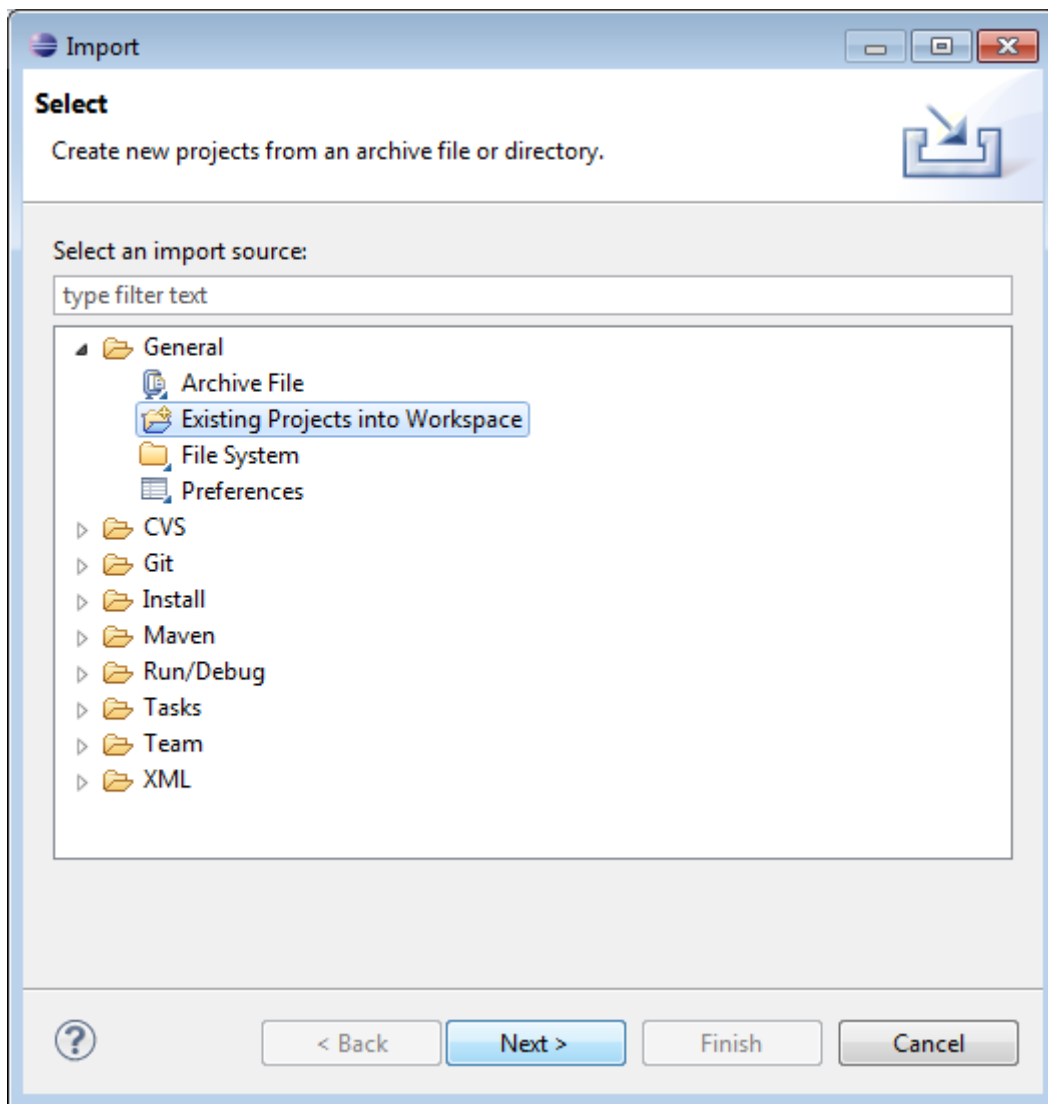 Import
Select
Create new projects from an archive file or directory.
Select an import source:
type filter text
General
Archive File
Existing Projects into Workspace
File System
Preferences
CVS
Git
Install
Maven
Run/Debug
Tasks
Team
XML
? < Back Next > Finish Cancel